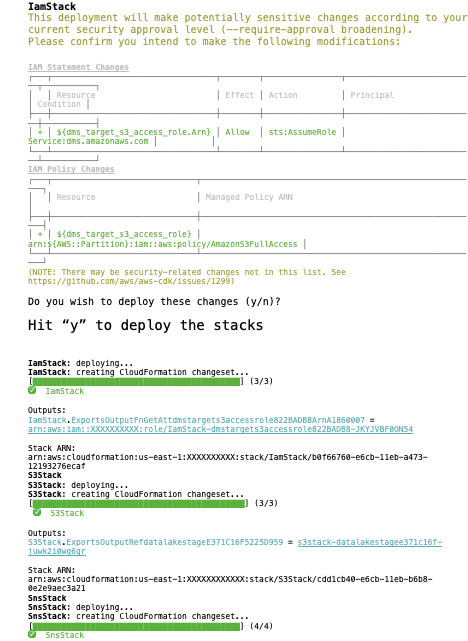 IamStack
This deployment will make potentially sensitive changes according to your
current security approval level (--require-approval broadening).
Please confirm you intend to make the following modifications:
IAM Statement Changes
Resource Effect Action Principal
Condition
+ ${dms_target_s3_access_role.Arn} Allow sts:AssumeRole
Service:dms.amazonaws.com
IAM Policy Changes
Resource Managed Policy ARN
+ ${dms_target_s3_access_role}
arn:${AWS::Partition}:iam::aws:policy/AmazonS3FullAccess
(NOTE: There may be security-related changes not in this list. See
https://github.com/aws/aws-cdk/issues/1299)
Do you wish to deploy these changes (y/n)?
Hit “y” to deploy the stacks
IamStack: deploying...
IamStack: creating CloudFormation changeset...
[ ] (3/3)
✅ IamStack
Outputs:
IamStack.ExportsOutputFnGetAttdmstargets3accessrole822BADB8ArnA1860007 =
arn:aws:iam::XXXXXXXXXX:role/IamStack-dmstargets3accessrole822BADB8-JKYJVBF0ON54
Stack ARN:
arn:aws:cloudformation:us-east-1:XXXXXXXXXX:stack/IamStack/b0f66760-e6cb-11eb-a473-
12193276ecaf
S3Stack
S3Stack: deploying...
S3Stack: creating CloudFormation changeset...
[ ] (3/3)
✅ S3Stack
Outputs:
S3Stack.ExportsOutputRefdatalakestageE371C16F5225D959 = s3stack-datalakestagee371c16f-
juwk2i0wg6gr
Stack ARN:
arn:aws:cloudformation:us-east-1:XXXXXXXXXXXX:stack/S3Stack/cdd1cb40-e6cb-11eb-b6b8-
0e2e9aec3a21
SnsStack
SnsStack: deploying...
SnsStack: creating CloudFormation changeset...
[ ] (4/4)
✅ SnsStack